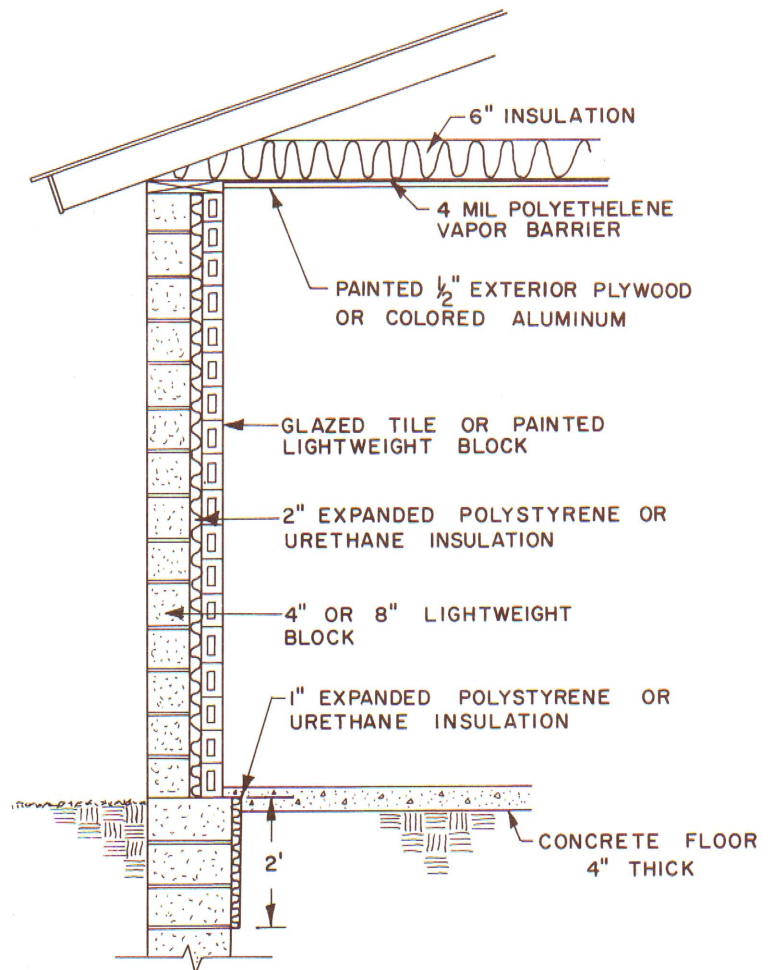 6" INSULATION
4 MIL POLYETHELENE
VAPOR BARRIER
PAINTED 1/2" EXTERIOR PLYWOOD
OR COLORED ALUMINUM
GLAZED TILE OR PAINTED
LIGHTWEIGHT BLOCK
2" EXPANDED POLYSTYRENE OR
URETHANE INSULATION
4" OR 8" LIGHTWEIGHT
BLOCK
1" EXPANDED POLYSTYRENE OR
URETHANE INSULATION
2'
CONCRETE FLOOR
4" THICK